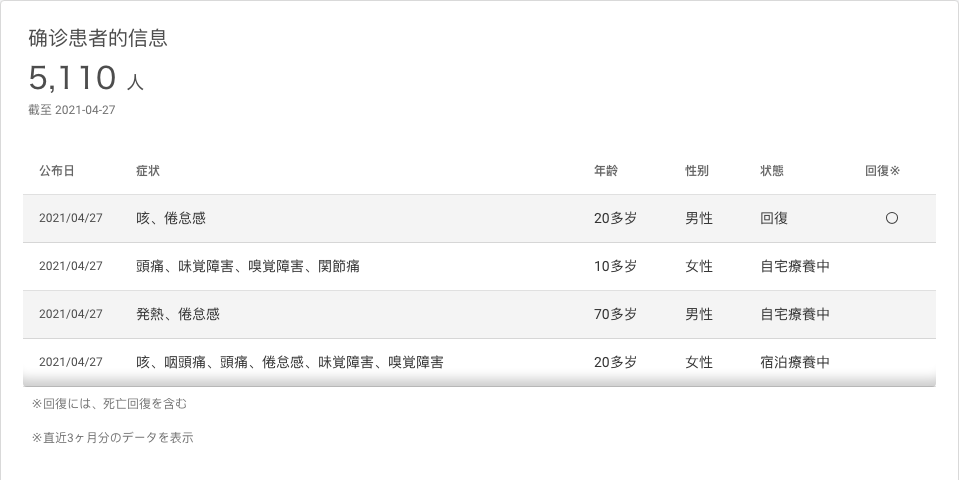 确诊患者的信息
5,110 人
截至 2021-04-27
公布日 症状 年龄 性别 状態 回復※
2021/04/27 咳、倦怠感 20多岁 男性 回復 ○
2021/04/27 頭痛、味覚障害、嗅覚障害、関節痛 10多岁 女性 自宅療養中
2021/04/27 発熱、倦怠感 70多岁 男性 自宅療養中
2021/04/27 咳、咽頭痛、頭痛、倦怠感、味覚障害、嗅覚障害 20多岁 女性 宿泊療養中
※回復には、死亡回復を含む
※直近3ヶ月分のデータを表示